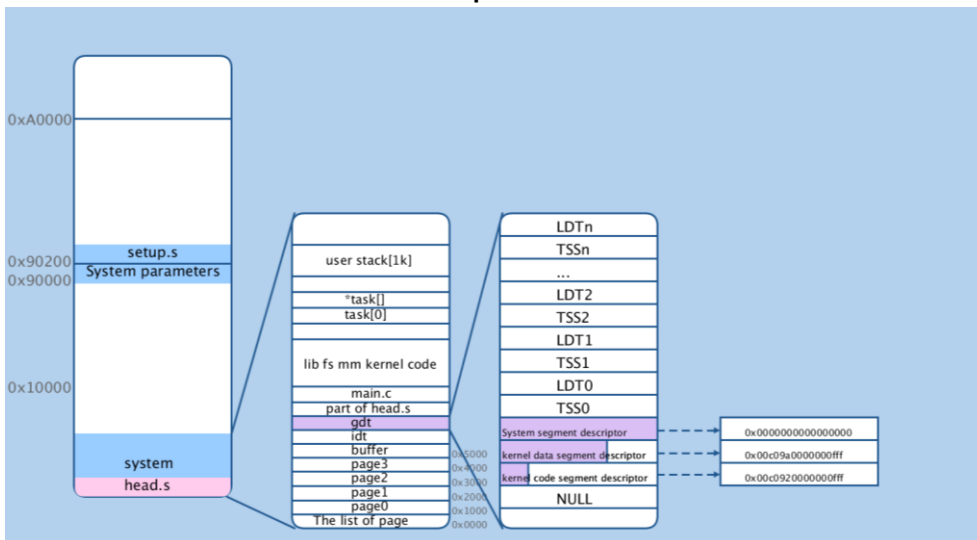 0xA0000
setup.s
0x90200
System parameters
0x90000
0x10000
system
head.s
user stack[1k]
*task[]
task[0]
lib fs mm kernel code
main.c
part of head.s
gdt
idt
buffer
page3
page2
page1
page0
The list of page
0x5000
0x4000
0x3000
0x2000
0x1000
0x0000
LDTn
TSSn
...
LDT2
TSS2
LDT1
TSS1
LDT0
TSS0
System segment descriptor
kernel data segment descriptor
kernel code segment descriptor
NULL
0x0000000000000000
0x00c09a0000000fff
0x00c0920000000fff